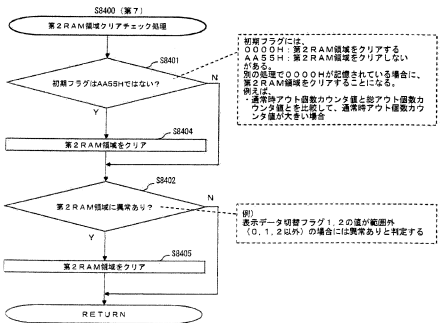 S8400（第7）
第2RAM領域クリアチェック処理
S8401
初期フラグはAA55Hではない？
N
Y
初期フラグには、
0000H：第2RAM領域をクリアする
AA55H：第2RAM領域をクリアしない
がある。
別の処理で0000Hが記憶されている場合に、
第2RAM領域をクリアすることになる。
例えば、
・通常時アウト個数カウンタ値と総アウト個数カ
ウンタ値とを比較して、通常時アウト個数カウ
ンタ値が大きい場合
S8404
第2RAM領域をクリア
S8402
第2RAM領域に異常あり？
N
Y
例）
表示データ切替フラグ1、2の値が範囲外
（0、1、2以外）の場合には異常ありと判定する
S8405
第2RAM領域をクリア
RETURN